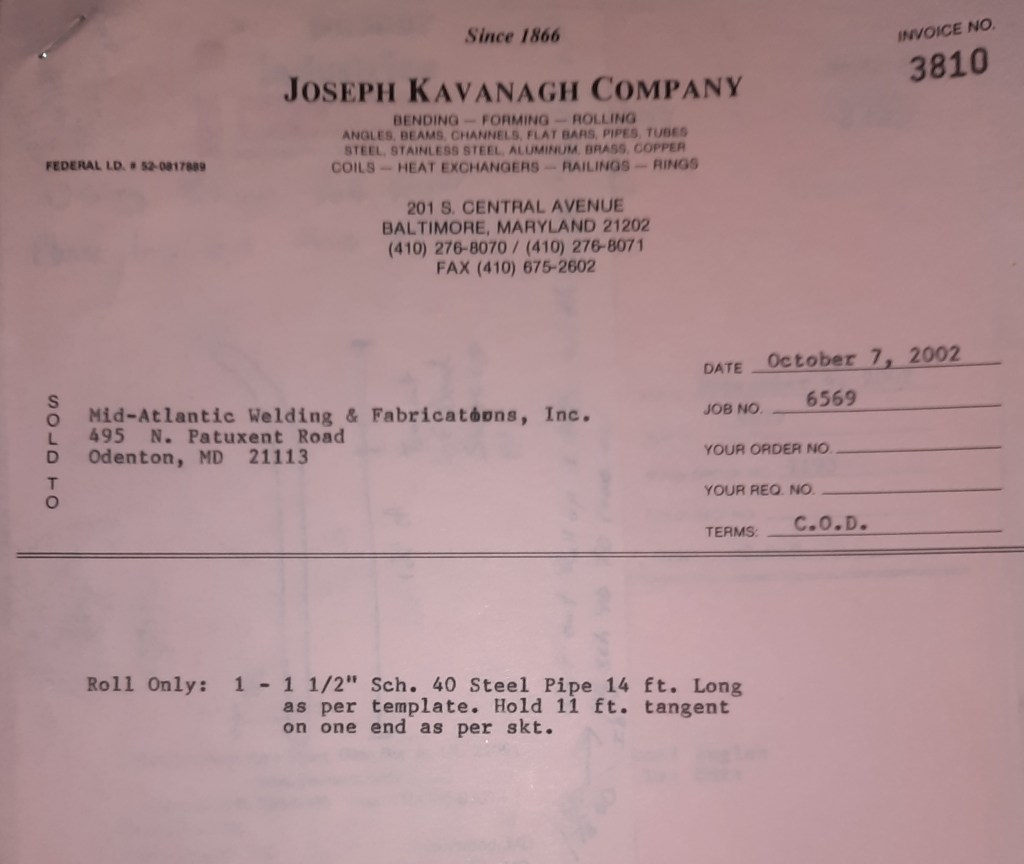 Since 1866
INVOICE NO.
3810
JOSEPH KAVANAGH COMPANY
BENDING — FORMING — ROLLING
ANGLES, BEAMS, CHANNELS, FLAT BARS, PIPES, TUBES
STEEL, STAINLESS STEEL, ALUMINUM, BRASS, COPPER
COILS — HEAT EXCHANGERS — RAILINGS — RINGS
FEDERAL I.D. # 52-0817889
201 S. CENTRAL AVENUE
BALTIMORE, MARYLAND 21202
(410) 276-8070 / (410) 276-8071
FAX (410) 675-2602
DATE October 7, 2002
JOB NO. 6569
YOUR ORDER NO.
YOUR REQ. NO.
TERMS: C.O.D.
SOLD TO
Mid-Atlantic Welding & Fabrications, Inc.
495 N. Patuxent Road
Odenton, MD 21113
Roll Only: 1 - 1 1/2" Sch. 40 Steel Pipe 14 ft. Long
as per template. Hold 11 ft. tangent
on one end as per skt.